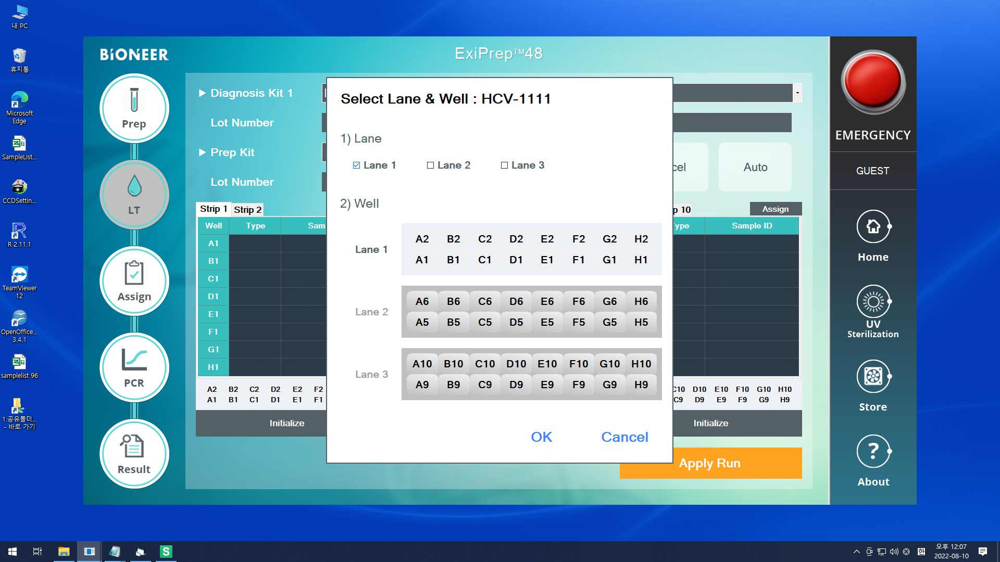 내 PC
휴지통
Microsoft
Edge
SampleList...
CCDSettin...
R 2.11.1
TeamViewer
12
OpenOffice...
3.4.1
samplelist 96
1.공유폴더...
- 바로 가기
BIONEER
ExiPrep™48
Prep
LT
Assign
PCR
Result
Diagnosis Kit 1
Lot Number
Prep Kit
Lot Number
Auto
Strip 1
Strip 2
Assign
Well Type
Sample ID
A1
B1
C1
D1
E1
F1
G1
H1
A2 B2 C2 D2 E2 F2
A1 B1 C1 D1 E1 F1
Initialize
Select Lane & Well : HCV-1111
1) Lane
Lane 1 Lane 2 Lane 3
2) Well
Lane 1
A2 B2 C2 D2 E2 F2 G2 H2
A1 B1 C1 D1 E1 F1 G1 H1
Lane 2
A6 B6 C6 D6 E6 F6 G6 H6
A5 B5 C5 D5 E5 F5 G5 H5
Lane 3
A10 B10 C10 D10 E10 F10 G10 H10
A9 B9 C9 D9 E9 F9 G9 H9
OK Cancel
C10 D10 E10 F10 G10 H10
C9 D9 E9 F9 G9 H9
Initialize
Apply Run
EMERGENCY
GUEST
Home
UV
Sterilization
Store
? About
S
한
오후 12:07
2022-08-10